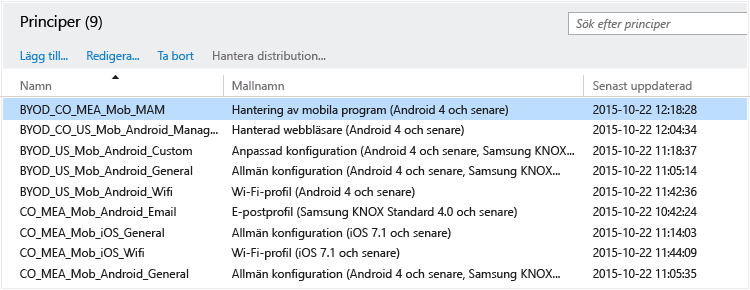 Principer (9)
Sök efter principer
Lägg till... Redigera... Ta bort Hantera distribution...
Namn Mallnamn Senast uppdaterad
BYOD_CO_MEA_Mob_MAM Hantering av mobila program (Android 4 och senare) 2015-10-22 12:18:28
BYOD_CO_US_Mob_Android_Manag... Hanterad webbläsare (Android 4 och senare) 2015-10-22 12:04:34
BYOD_US_Mob_Android_Custom Anpassad konfiguration (Android 4 och senare, Samsung KNOX... 2015-10-22 11:18:37
BYOD_US_Mob_Android_General Allmän konfiguration (Android 4 och senare, Samsung KNOX... 2015-10-22 11:05:14
BYOD_US_Mob_Android_Wifi Wi-Fi-profil (Android 4 och senare) 2015-10-22 11:42:36
CO_MEA_Mob_Android_Email E-postprofil (Samsung KNOX Standard 4.0 och senare) 2015-10-22 10:42:24
CO_MEA_Mob_iOS_General Allmän konfiguration (iOS 7.1 och senare) 2015-10-22 11:14:03
CO_MEA_Mob_iOS_Wifi Wi-Fi-profil (iOS 7.1 och senare) 2015-10-22 11:44:09
CO_MEA_Mob_Android_General Allmän konfiguration (Android 4 och senare, Samsung KNOX... 2015-10-22 11:05:35